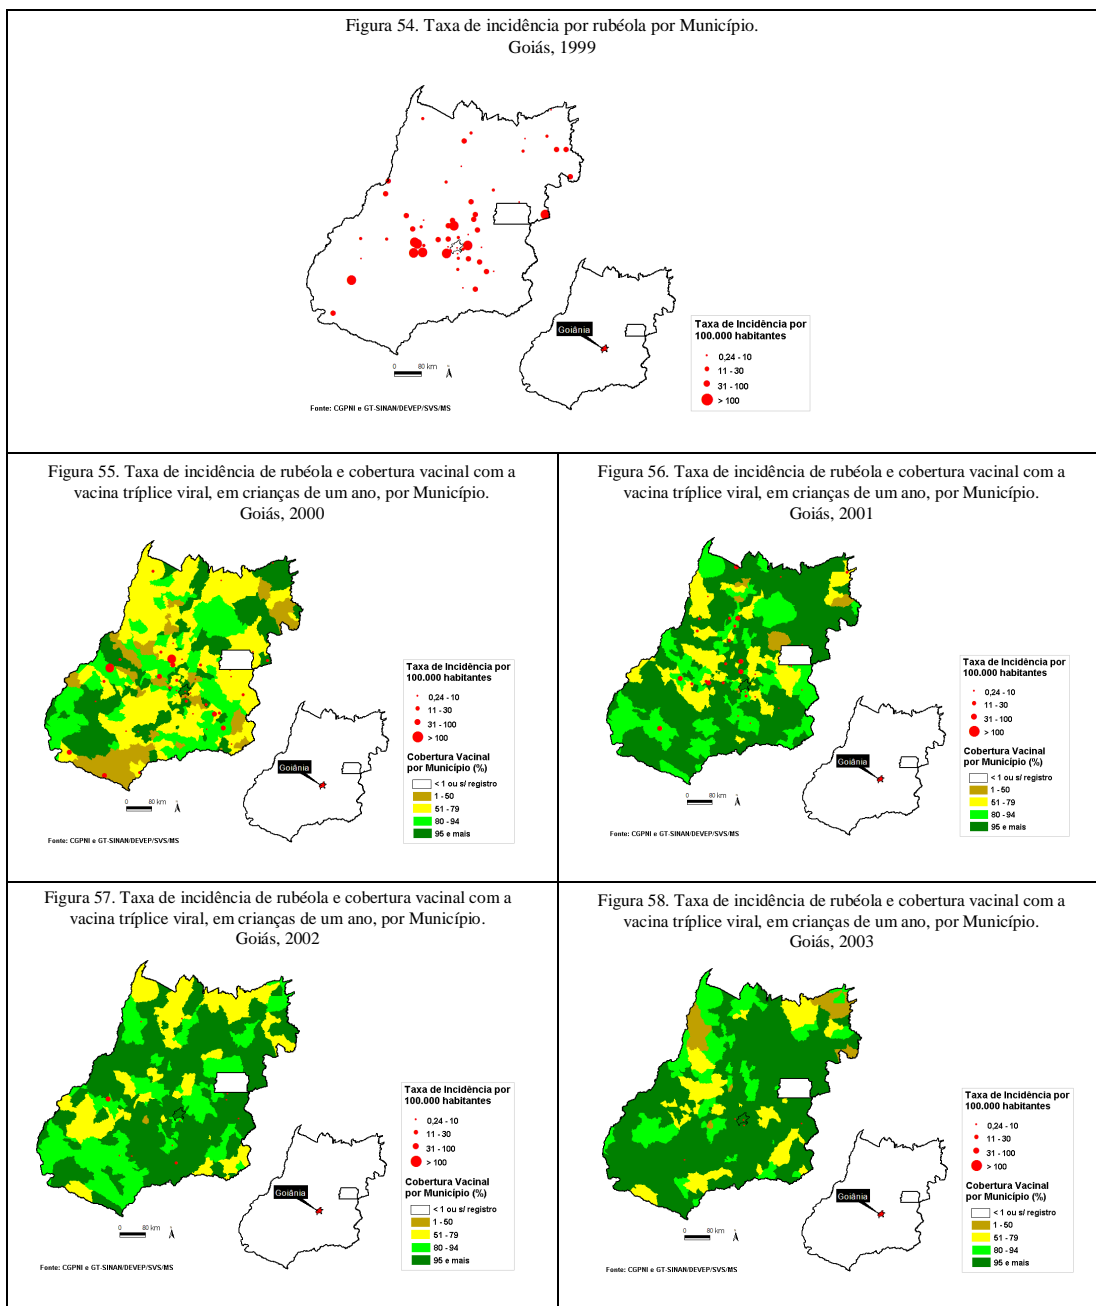 Figura 54. Taxa de incidência por rubéola por Município.
Goiás, 1999
Goiânia
0 80 km
Fonte: CGPNI e GT-SINAN/DEVEP/SVS/MS
Taxa de Incidência por
100.000 habitantes
0,24 - 10
11 - 30
31 - 100
> 100
Figura 55. Taxa de incidência de rubéola e cobertura vacinal com a
vacina tríplice viral, em crianças de um ano, por Município.
Goiás, 2000
Taxa de Incidência por
100.000 habitantes
0,24 - 10
11 - 30
31 - 100
> 100
Cobertura Vacinal
por Município (%)
< 1 ou s/ registro
1 - 50
51 - 79
80 - 94
95 e mais
Goiânia
0 80 km
Fonte: CGPNI e GT-SINAN/DEVEP/SVS/MS
Figura 56. Taxa de incidência de rubéola e cobertura vacinal com a
vacina tríplice viral, em crianças de um ano, por Município.
Goiás, 2001
Taxa de Incidência por
100.000 habitantes
0,24 - 10
11 - 30
31 - 100
> 100
Cobertura Vacinal
por Município (%)
< 1 ou s/ registro
1 - 50
51 - 79
80 - 94
95 e mais
Goiânia
0 80 km
Fonte: CGPNI e GT-SINAN/DEVEP/SVS/MS
Figura 57. Taxa de incidência de rubéola e cobertura vacinal com a
vacina tríplice viral, em crianças de um ano, por Município.
Goiás, 2002
Taxa de Incidência por
100.000 habitantes
0,24 - 10
11 - 30
31 - 100
> 100
Cobertura Vacinal
por Município (%)
< 1 ou s/ registro
1 - 50
51 - 79
80 - 94
95 e mais
Goiânia
0 80 km
Fonte: CGPNI e GT-SINAN/DEVEP/SVS/MS
Figura 58. Taxa de incidência de rubéola e cobertura vacinal com a
vacina tríplice viral, em crianças de um ano, por Município.
Goiás, 2003
Taxa de Incidência por
100.000 habitantes
0,24 - 10
11 - 30
31 - 100
> 100
Cobertura Vacinal
por Município (%)
< 1 ou s/ registro
1 - 50
51 - 79
80 - 94
95 e mais
Goiânia
0 80 km
Fonte: CGPNI e GT-SINAN/DEVEP/SVS/MS